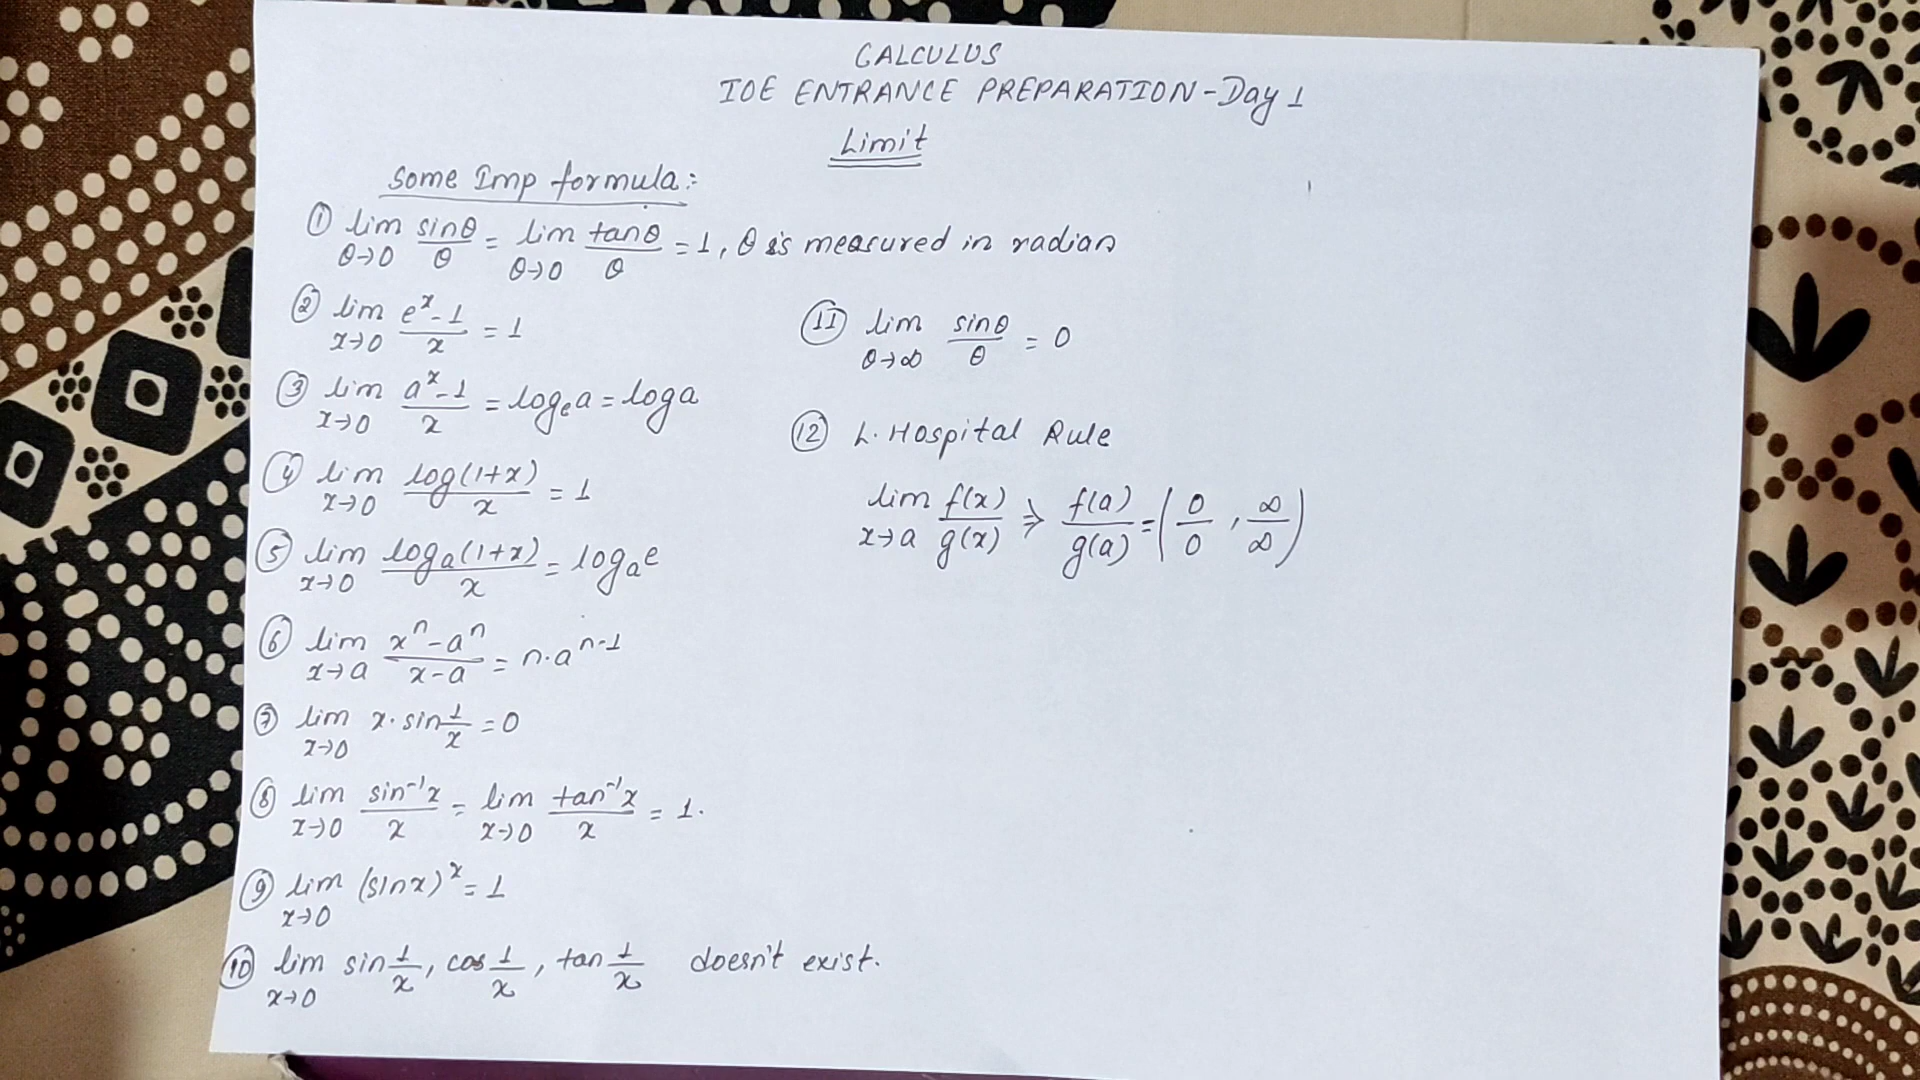 CALCULUS
IOE ENTRANCE PREPARATION - Day 1
Limit
Some Imp formula:
① lim θ→0 sinθ/θ = lim θ→0 tanθ/θ = 1, θ is measured in radian
② lim x→0 (e^x - 1)/x = 1
③ lim x→0 (a^x - 1)/x = logₑa = log a
④ lim x→0 log(1+x)/x = 1
⑤ lim x→0 logₐ(1+x)/x = logₐe
⑥ lim x→a (x^n - a^n)/(x - a) = n·a^(n-1)
⑦ lim x→0 x·sin 1/x = 0
⑧ lim x→0 sin⁻¹x/x = lim x→0 tan⁻¹x/x = 1.
⑨ lim x→0 (sinx)^x = 1
⑩ lim x→0 sin 1/x, cos 1/x, tan 1/x doesn't exist.
⑪ lim θ→∞ sinθ/θ = 0
⑫ L. Hospital Rule
lim x→a f(x)/g(x) ⇒ f(a)/g(a) = (0/0, ∞/∞)